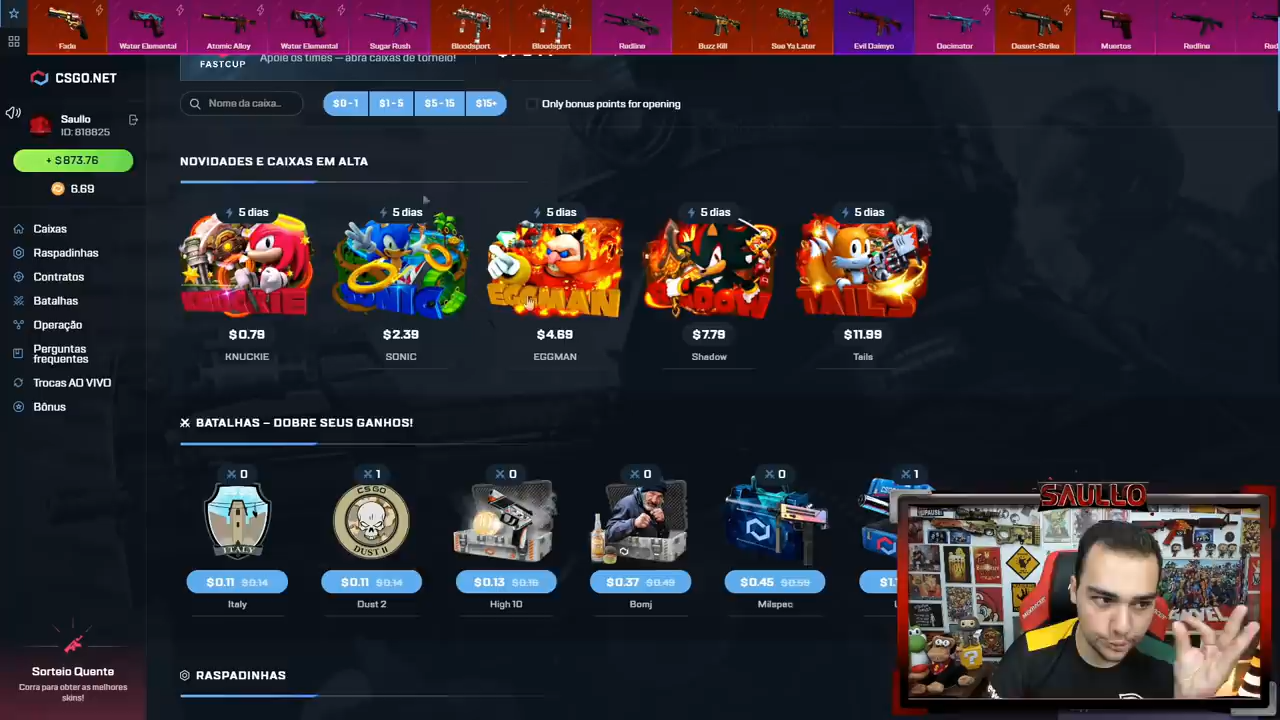 Fade
Water Elemental
Atomic Alloy
Water Elemental
Sugar Rush
Bloodsport
Bloodsport
Redline
Buzz Kill
See Ya Later
Evil Daimyo
Decimator
Desert-Strike
Muertos
Redline
CSGO.NET
FASTCUP
Apoie os times — abra caixas de torneio!
Saullo
ID: 818825
+ $873.76
6.69
Nome da caixa..
$0 - 1
$1 - 5
$5 - 15
$15+
Only bonus points for opening
Caixas
Raspadinhas
Contratos
Batalhas
Operação
Perguntas
frequentes
Trocas AO VIVO
Bônus
Sorteio Quente
Corra para obter as melhores
skins!
NOVIDADES E CAIXAS EM ALTA
5 dias
5 dias
5 dias
5 dias
5 dias
SONIC
EGGMAN
SHADOW
TAILS
$0.79
$2.39
$4.69
$7.79
$11.99
KNUCKIE
SONIC
EGGMAN
Shadow
Tails
BATALHAS – DOBRE SEUS GANHOS!
0
1
0
0
0
1
ITALY
CSGO
DUST II
$0.11 $0.14
$0.11 $0.14
$0.13 $0.16
$0.37 $0.49
$0.45 $0.59
Italy
Dust 2
High 10
Bomj
Milspec
RASPADINHAS
SAULLO